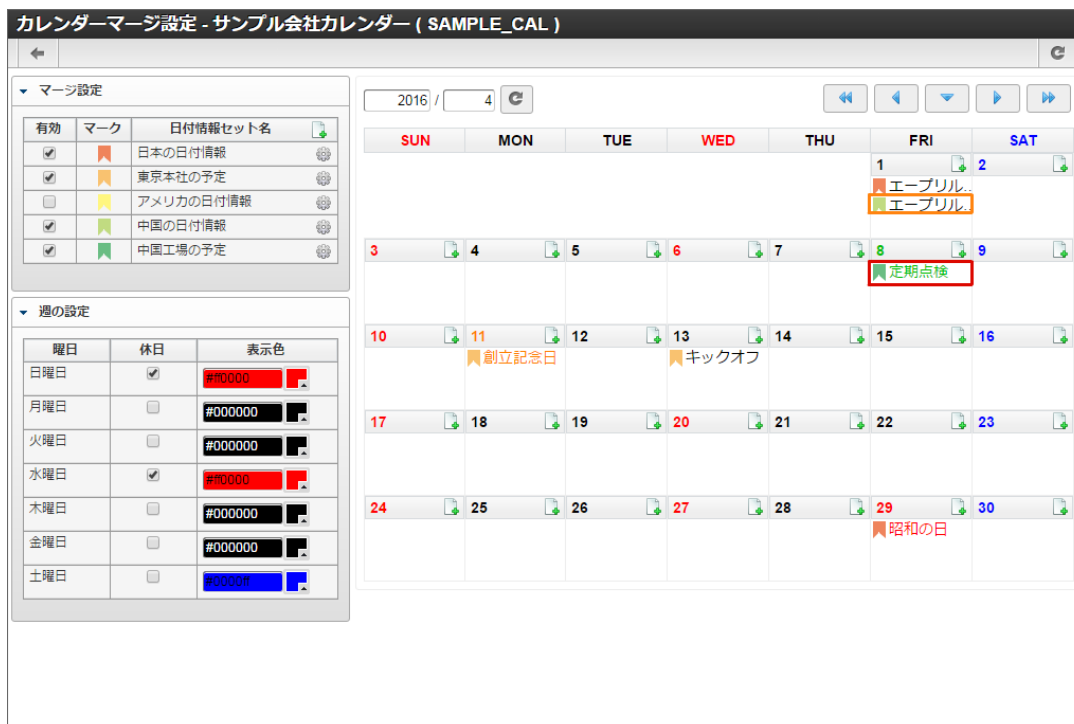 カレンダーマージ設定 - サンプル会社カレンダー ( SAMPLE_CAL )
マージ設定
有効 マーク 日付情報セット名
日本の日付情報
東京本社の予定
アメリカの日付情報
中国の日付情報
中国工場の予定
週の設定
曜日 休日 表示色
日曜日 #ff0000
月曜日 #000000
火曜日 #000000
水曜日 #ff0000
木曜日 #000000
金曜日 #000000
土曜日 #0000ff
2016 / 4
SUN MON TUE WED THU FRI SAT
1 2
エープリル..
エープリル..
3 4 5 6 7 8 9
定期点検
10 11 12 13 14 15 16
創立記念日 キックオフ
17 18 19 20 21 22 23
24 25 26 27 28 29 30
昭和の日